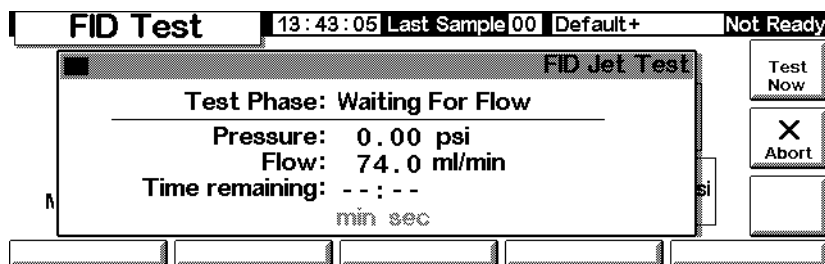 FID Test 13:43:05 Last Sample 00 Default+ Not Ready
FID Jet Test
Test Now
Test Phase: Waiting For Flow
Pressure: 0.00 psi
Flow: 74.0 ml/min
Time remaining: --:--
min sec
Abort
si